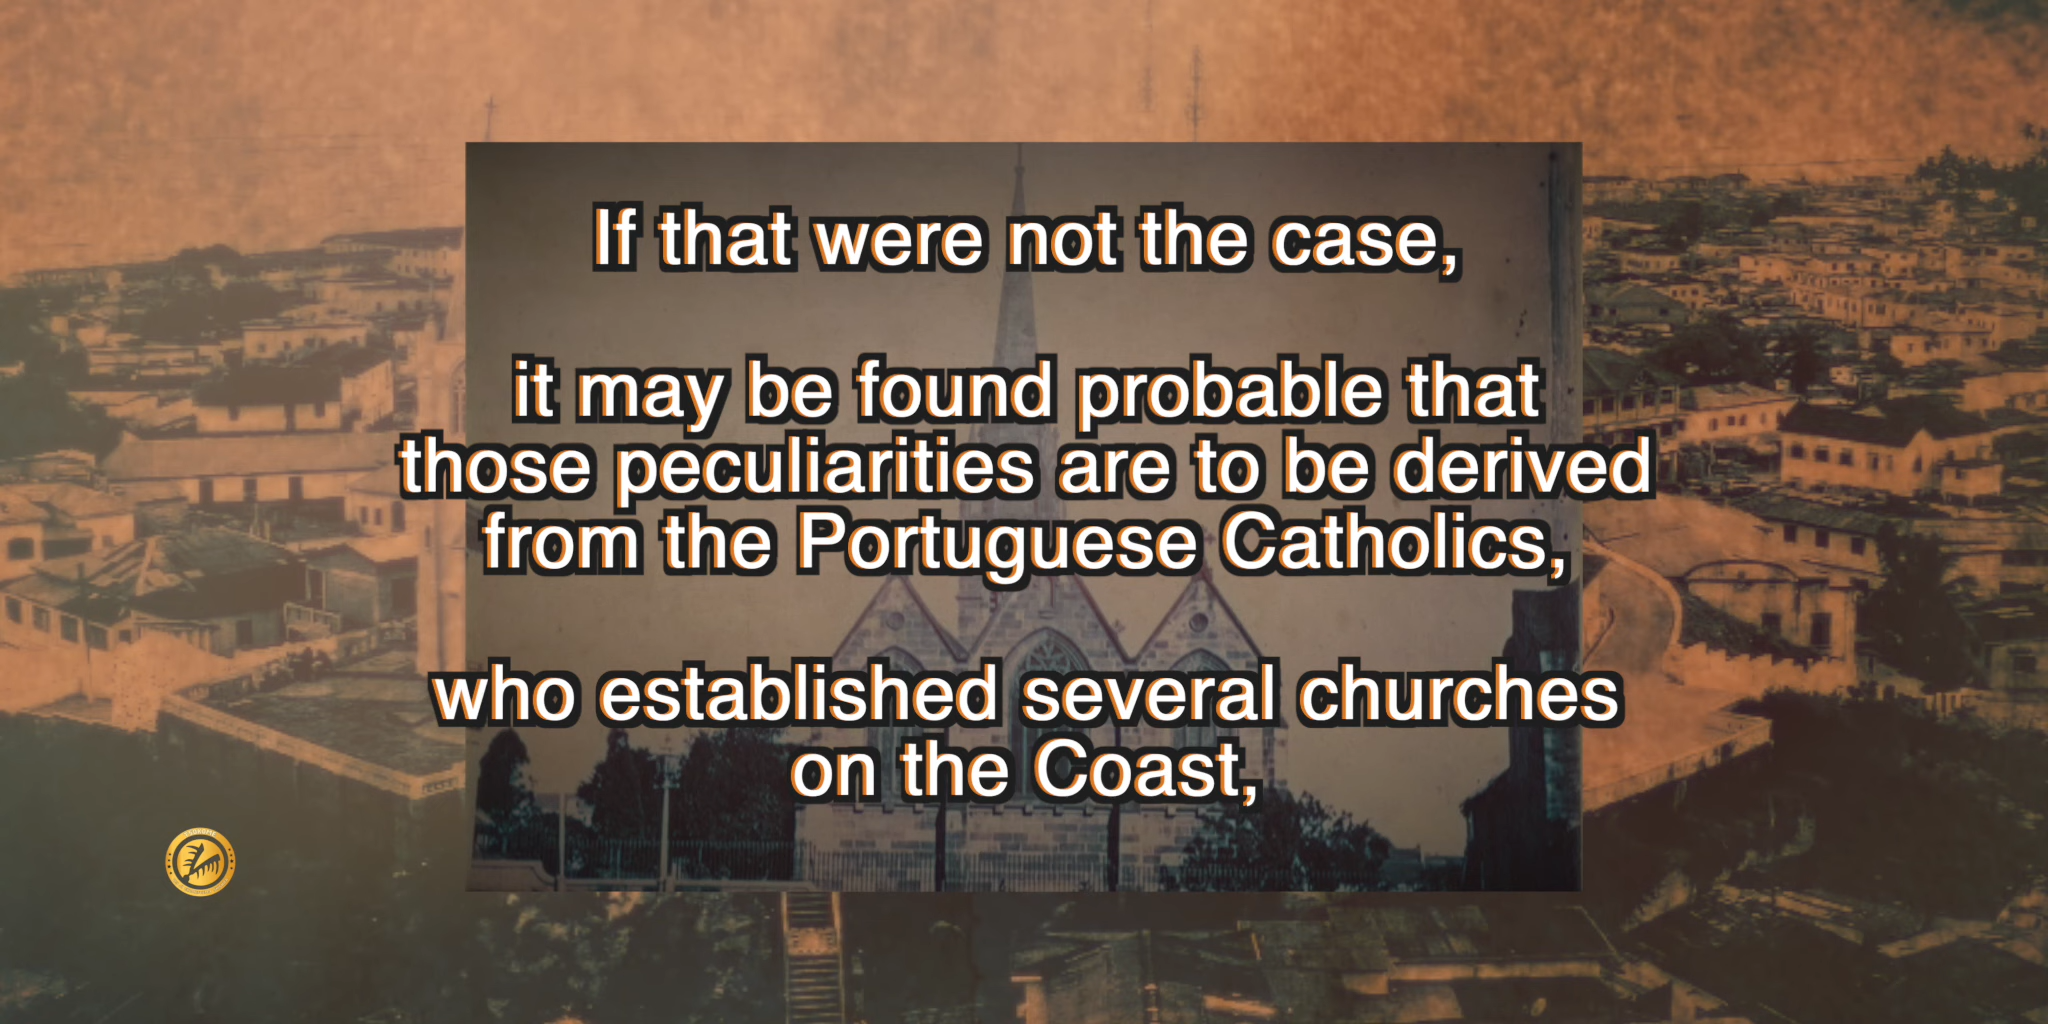 If that were not the case,
it may be found probable that
those peculiarities are to be derived
from the Portuguese Catholics,
who established several churches
on the Coast,